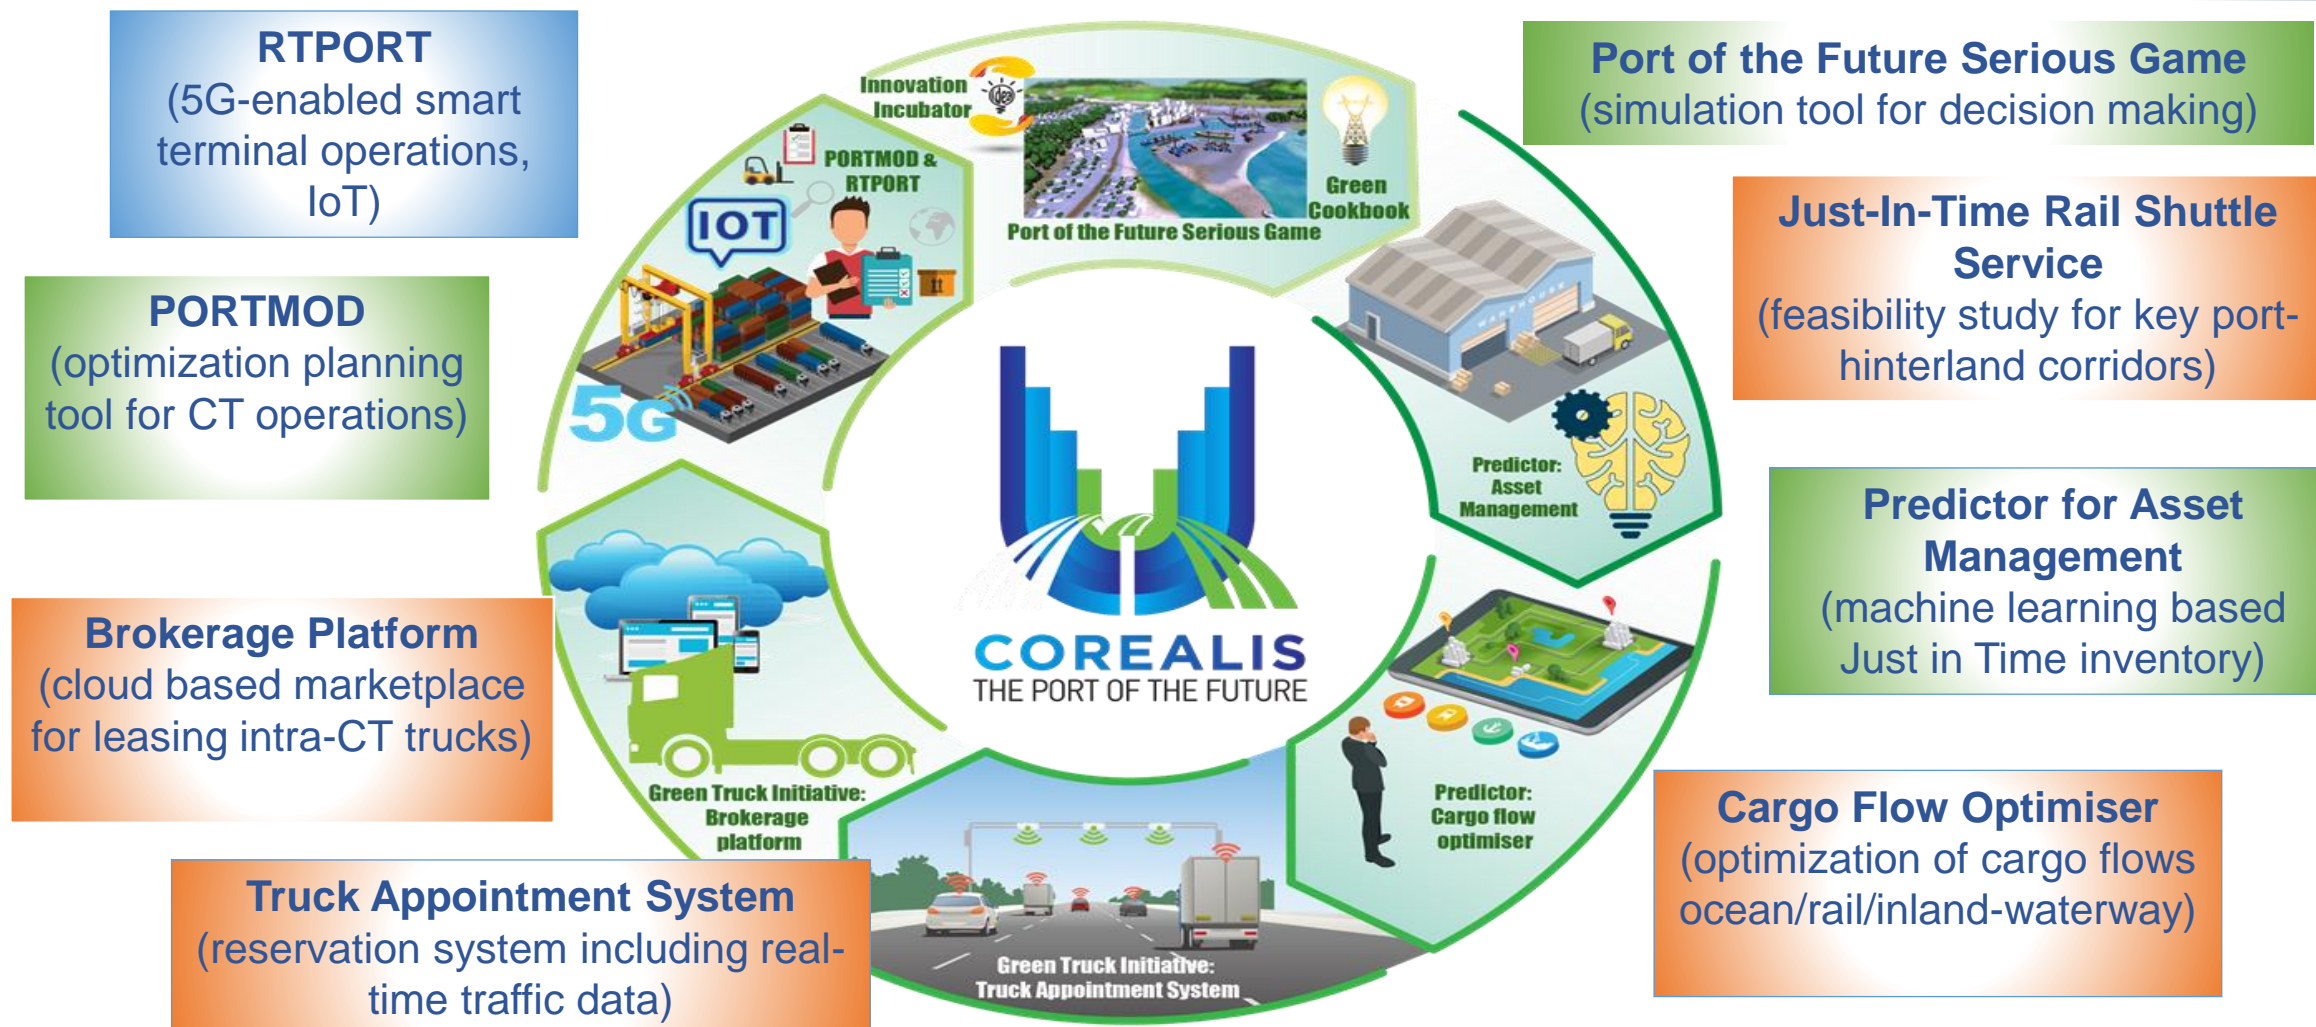 RTPORT
(5G-enabled smart
terminal operations,
IoT)
PORTMOD
(optimization planning
tool for CT operations)
Brokerage Platform
(cloud based marketplace
for leasing intra-CT trucks)
Truck Appointment System
(reservation system including real-
time traffic data)
Innovation
Incubator
idea
PORTMOD &
RTPORT
IOT
5G
Green
Cookbook
Port of the Future Serious Game
WAREHOUSE
Predictor:
Asset
Management
COREALIS
THE PORT OF THE FUTURE
Green Truck Initiative:
Brokerage
platform
Predictor:
Cargo flow
optimiser
Green Truck Initiative:
Truck Appointment System
Port of the Future Serious Game
(simulation tool for decision making)
Just-In-Time Rail Shuttle
Service
(feasibility study for key port-
hinterland corridors)
Predictor for Asset
Management
(machine learning based
Just in Time inventory)
Cargo Flow Optimiser
(optimization of cargo flows
ocean/rail/inland-waterway)